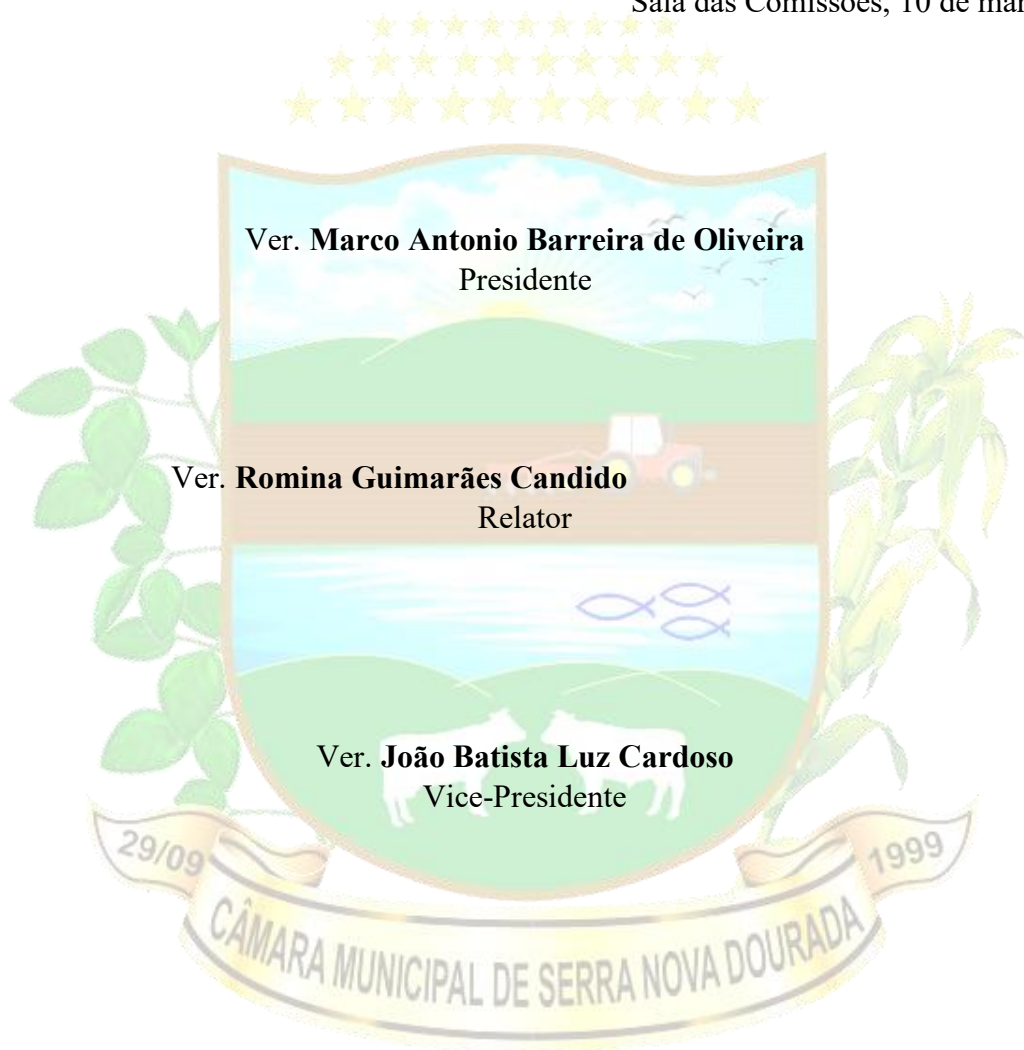 Sala das Comissões, 10 de mar
Ver. Marco Antonio Barreira de Oliveira
Presidente
Ver. Romina Guimarães Candido
Relator
Ver. João Batista Luz Cardoso
Vice-Presidente
29/09
1999
CÂMARA MUNICIPAL DE SERRA NOVA DOURADA